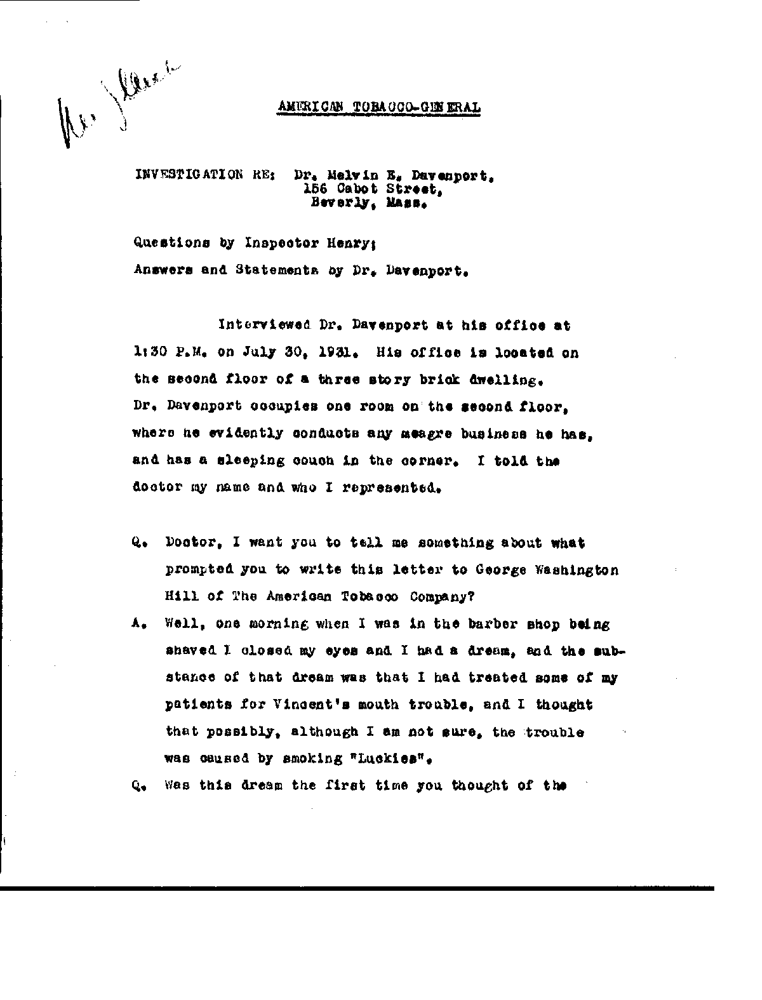 AMERICAN TOBACCO-GENERAL
INVESTIGATION RE: Dr. Melvin E. Davenport,
156 Cabot Street,
Beverly, Mass.
Questions by Inspector Henry;
Answers and Statements by Dr. Davenport.
Interviewed Dr. Davenport at his office at
1:30 P.M. on July 30, 1931. His office is located on
the second floor of a three story brick dwelling.
Dr. Davenport occupies one room on the second floor,
where he evidently conducts any meagre business he has,
and has a sleeping couch in the corner. I told the
doctor my name and who I represented.
Q. Doctor, I want you to tell me something about what
prompted you to write this letter to George Washington
Hill of The American Tobacco Company?
A. Well, one morning when I was in the barber shop being
shaved I closed my eyes and I had a dream, and the sub-
stance of that dream was that I had treated some of my
patients for Vincent's mouth trouble, and I thought
that possibly, although I am not sure, the trouble
was caused by smoking "Luckies".
Q. Was this dream the first time you thought of the